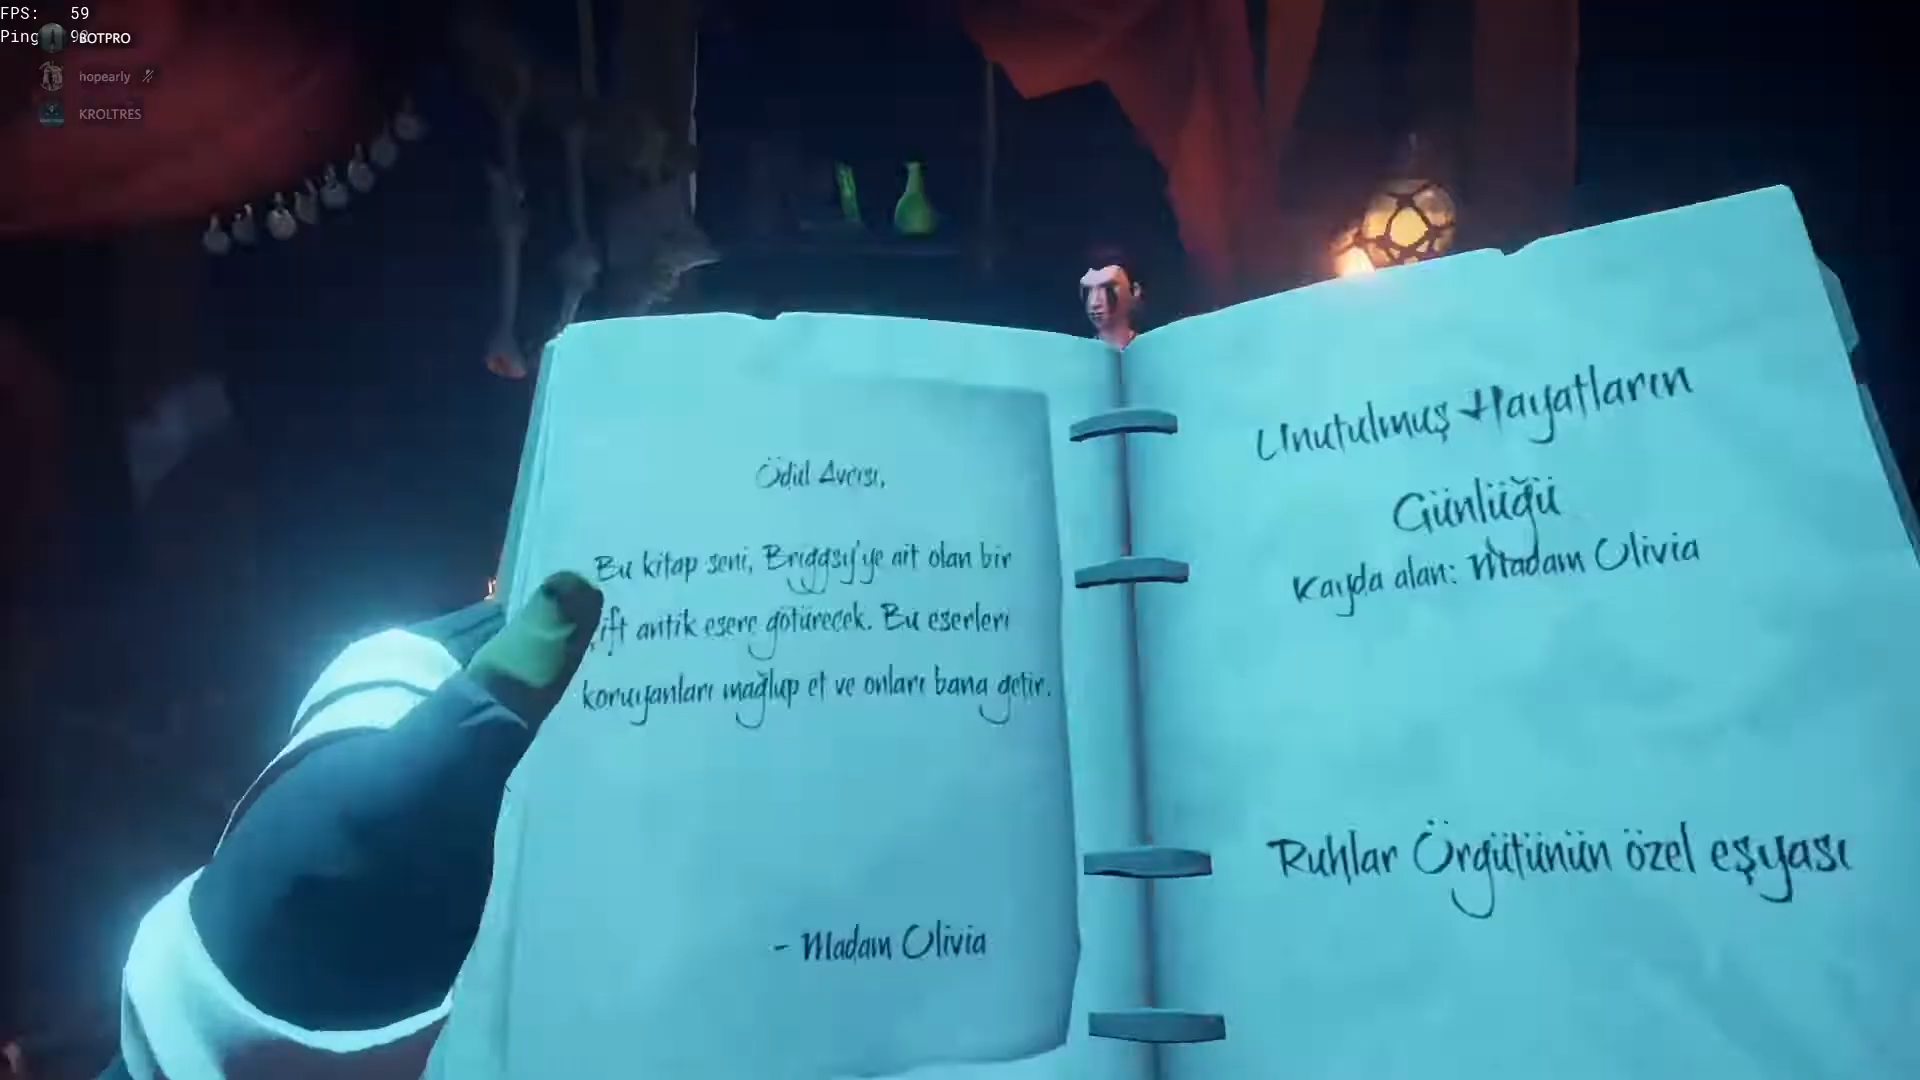 FPS: 59
Ping
BOTPRO
hopearly
KROLTRES
Ödül Avcısı,
Bu kitap seni, Briggsy'ye ait olan bir
ift antik esere götürecek. Bu eserleri
koruyanları mağlup et ve onları bana getir.
- Madam Olivia
Unutulmuş Hayatların
Günlüğü
Kayda alan: Madam Olivia
Ruhlar Örgütünün özel eşyası